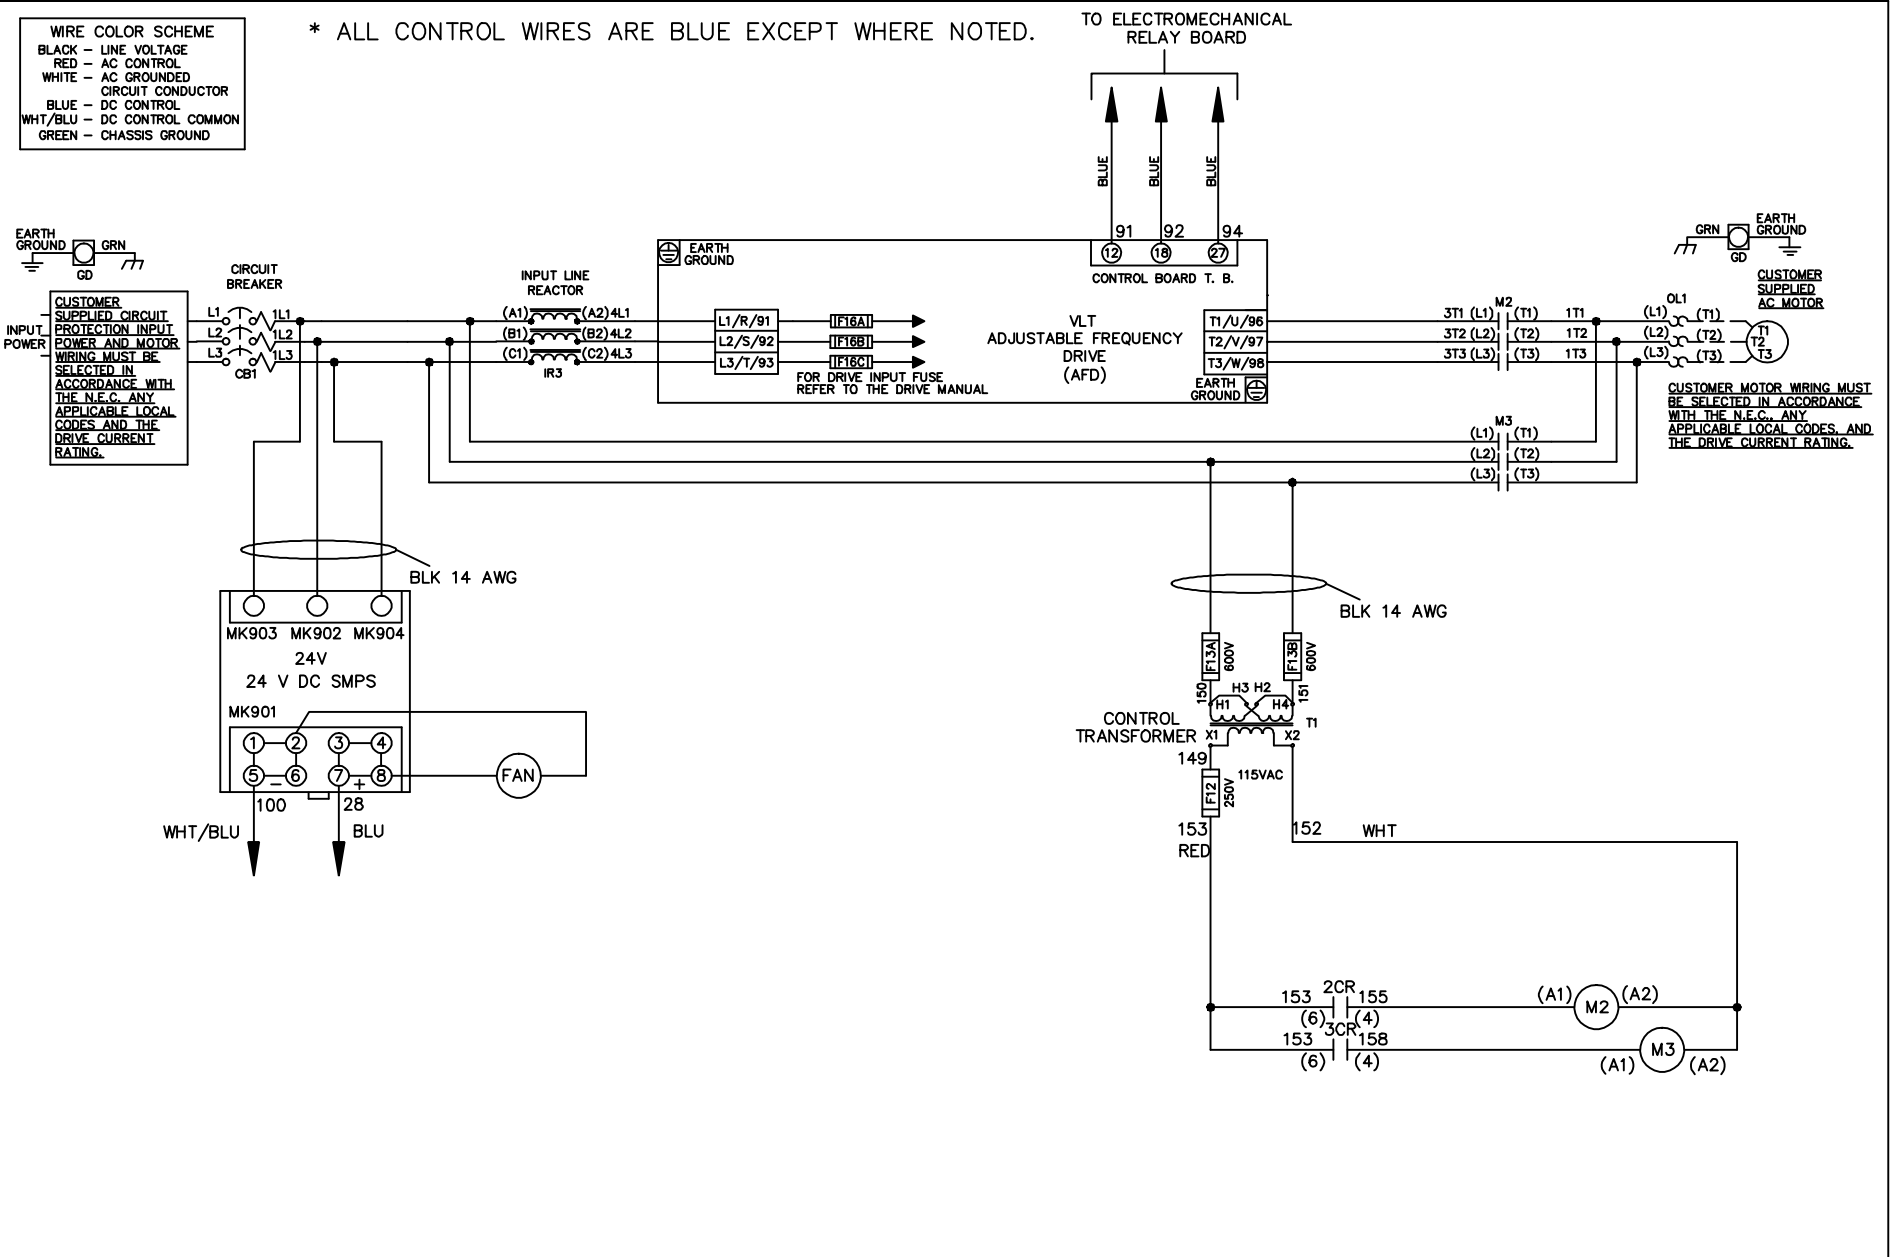 WIRE COLOR SCHEME
BLACK – LINE VOLTAGE
RED – AC CONTROL
WHITE – AC GROUNDED
CIRCUIT CONDUCTOR
BLUE – DC CONTROL
WHT/BLU – DC CONTROL COMMON
GREEN – CHASSIS GROUND
* ALL CONTROL WIRES ARE BLUE EXCEPT WHERE NOTED.
TO ELECTROMECHANICAL
RELAY BOARD
BLUE
BLUE
BLUE
91 92 94
12 18 27
CONTROL BOARD T. B.
EARTH
GROUND
GRN
GD
CIRCUIT
BREAKER
INPUT
POWER
CUSTOMER
SUPPLIED CIRCUIT
PROTECTION INPUT
POWER AND MOTOR
WIRING MUST BE
SELECTED IN
ACCORDANCE WITH
THE N.E.C. ANY
APPLICABLE LOCAL
CODES AND THE
DRIVE CURRENT
RATING.
L1 1L1
L2 1L2
L3 1L3
CB1
INPUT LINE
REACTOR
(A1) (A2) 4L1
(B1) (B2) 4L2
(C1) (C2) 4L3
IR3
EARTH
GROUND
L1/R/91
L2/S/92
L3/T/93
F16A
F16B
F16C
FOR DRIVE INPUT FUSE
REFER TO THE DRIVE MANUAL
VLT
ADJUSTABLE FREQUENCY
DRIVE
(AFD)
T1/U/96
T2/V/97
T3/W/98
EARTH
GROUND
M2
3T1 (L1) (T1) 1T1
3T2 (L2) (T2) 1T2
3T3 (L3) (T3) 1T3
OL1
(L1) (T1)
(L2) (T2)
(L3) (T3)
T1
T2
T3
GRN
GD
EARTH
GROUND
CUSTOMER
SUPPLIED
AC MOTOR
CUSTOMER MOTOR WIRING MUST
BE SELECTED IN ACCORDANCE
WITH THE N.E.C., ANY
APPLICABLE LOCAL CODES, AND
THE DRIVE CURRENT RATING.
M3
(L1) (T1)
(L2) (T2)
(L3) (T3)
BLK 14 AWG
MK903 MK902 MK904
24V
24 V DC SMPS
MK901
1 2 3 4
5 – 6 7 + 8
FAN
100 28
WHT/BLU BLU
BLK 14 AWG
F13A 600V
F13B 600V
150 151
H3 H2
H1 H4
T1
CONTROL
TRANSFORMER
X1 X2
149
115VAC
F12 250V
153
RED
152 WHT
2CR
153 155
(6) (4)
(A1) M2 (A2)
3CR
153 158
(6) (4)
(A1) M3 (A2)